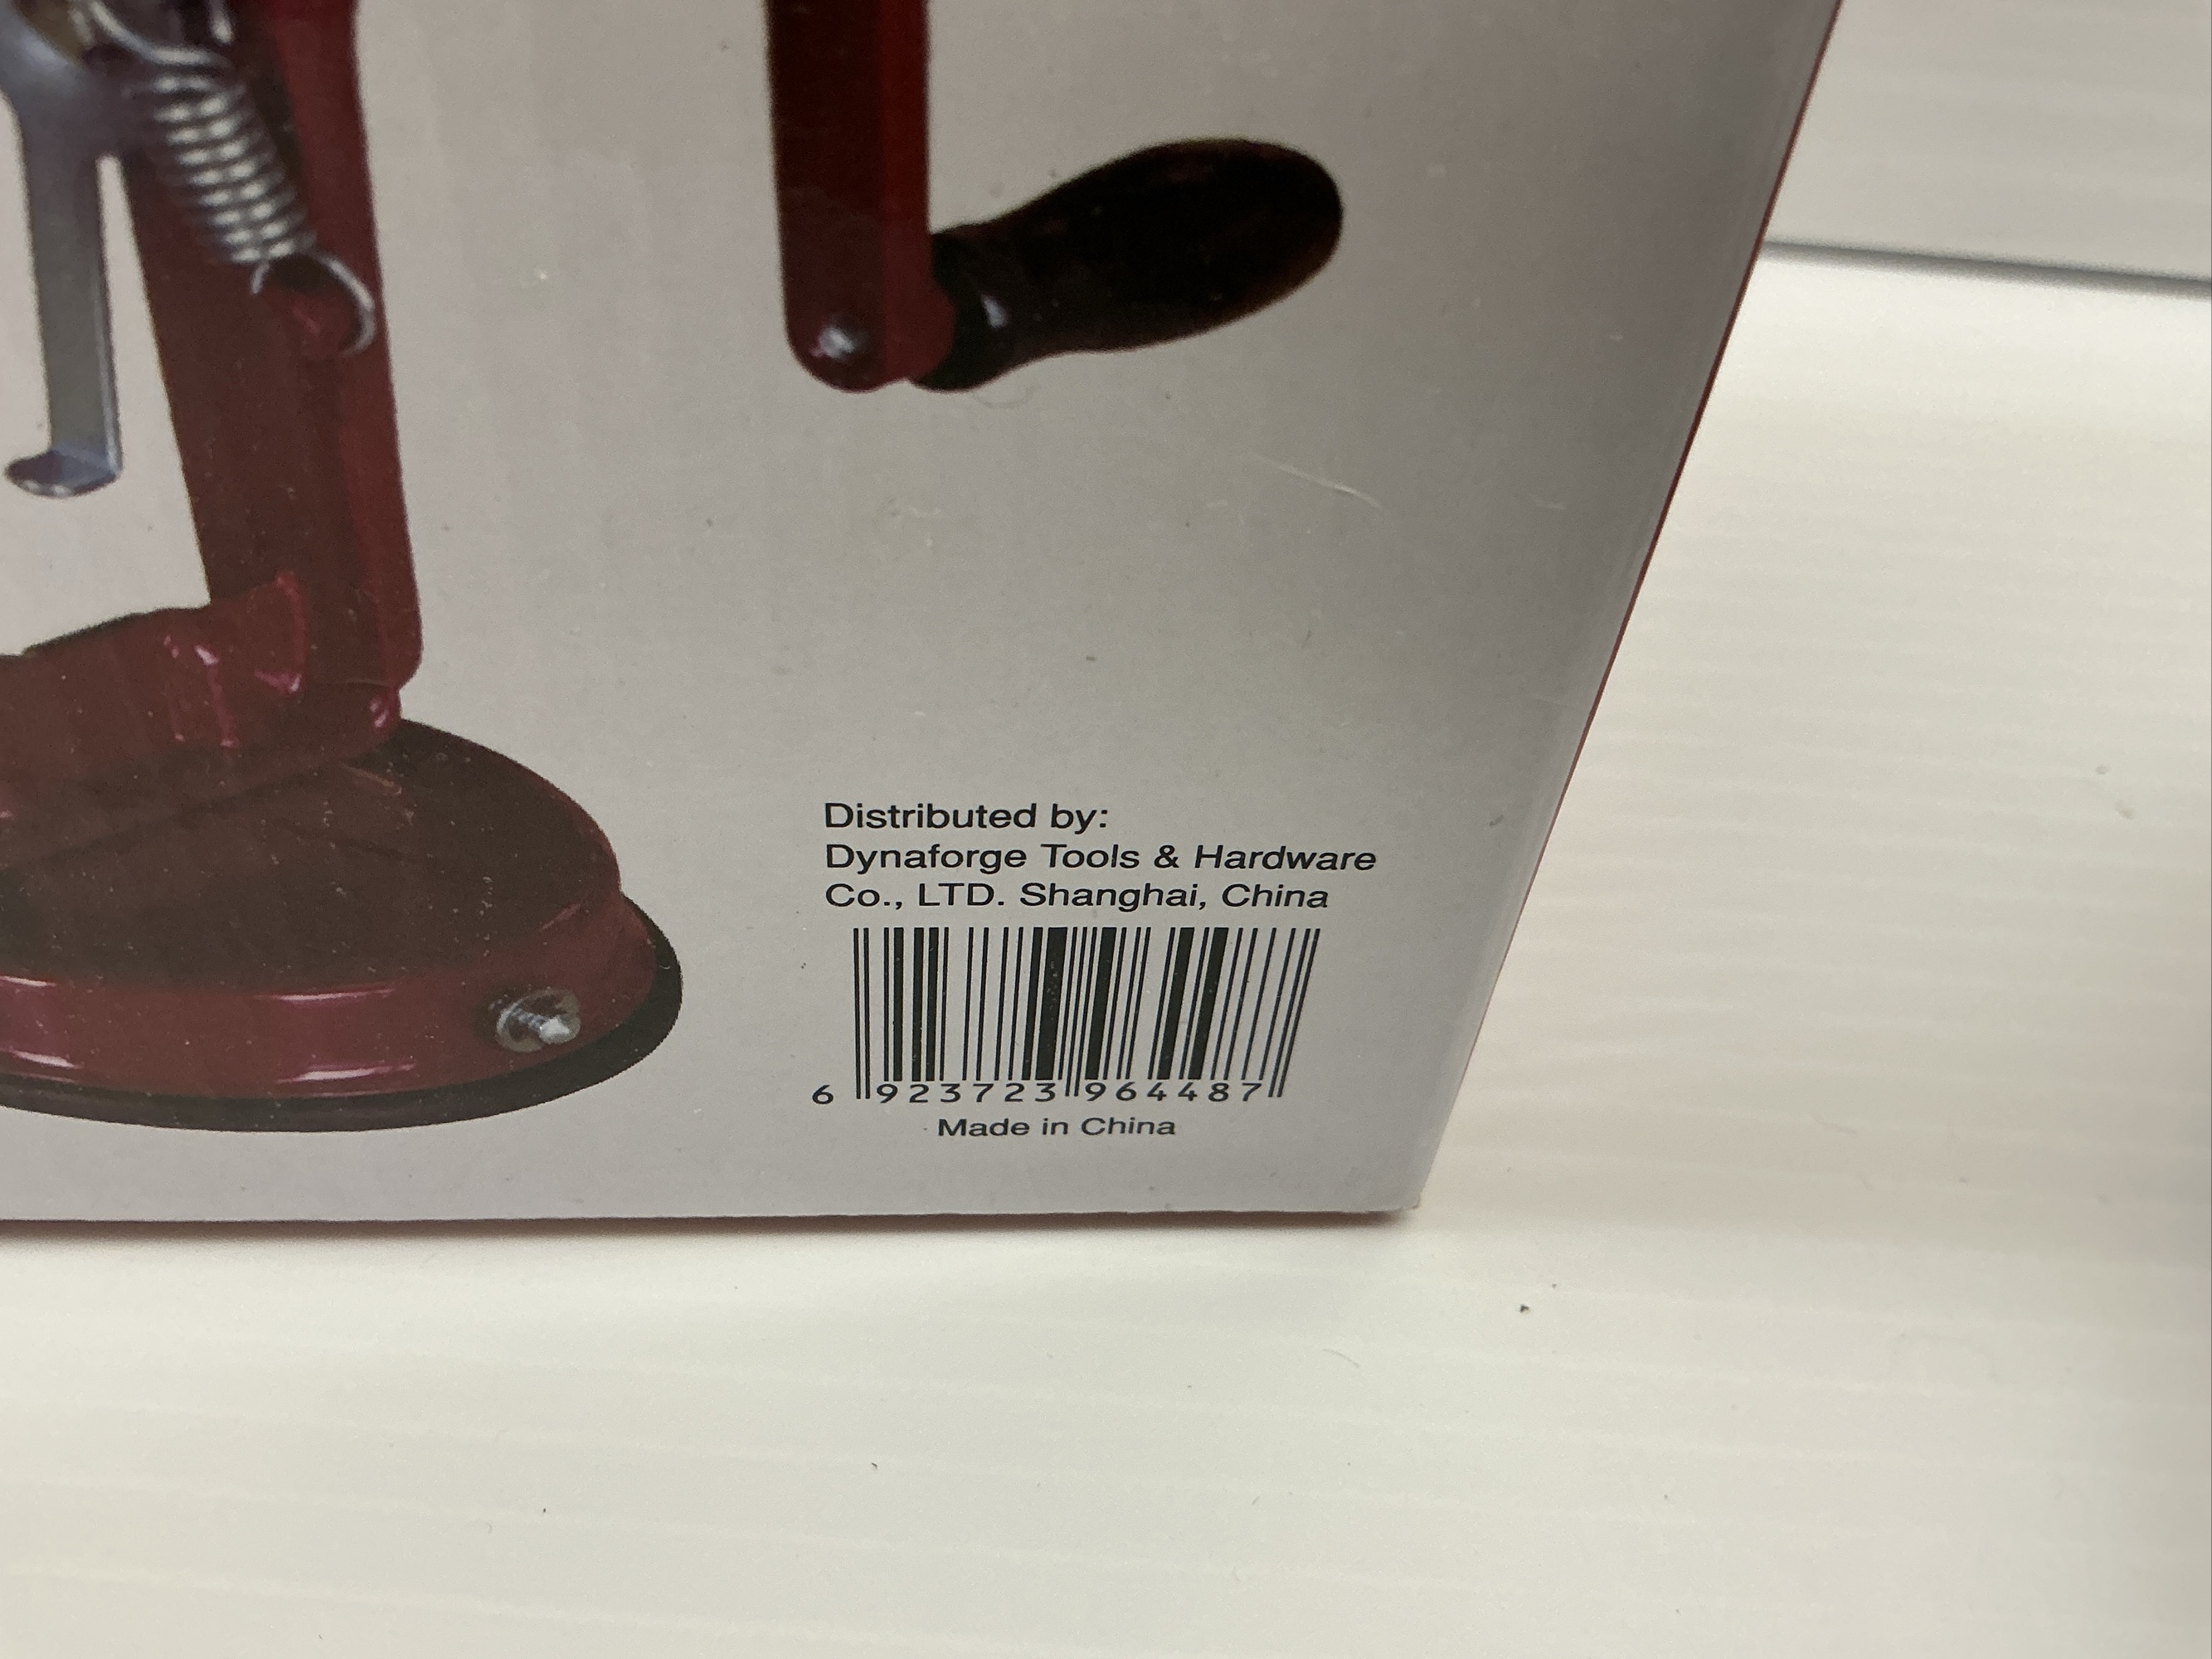 Distributed by:
Dynaforge Tools & Hardware
Co., LTD. Shanghai, China
6 923723 964487
Made in China